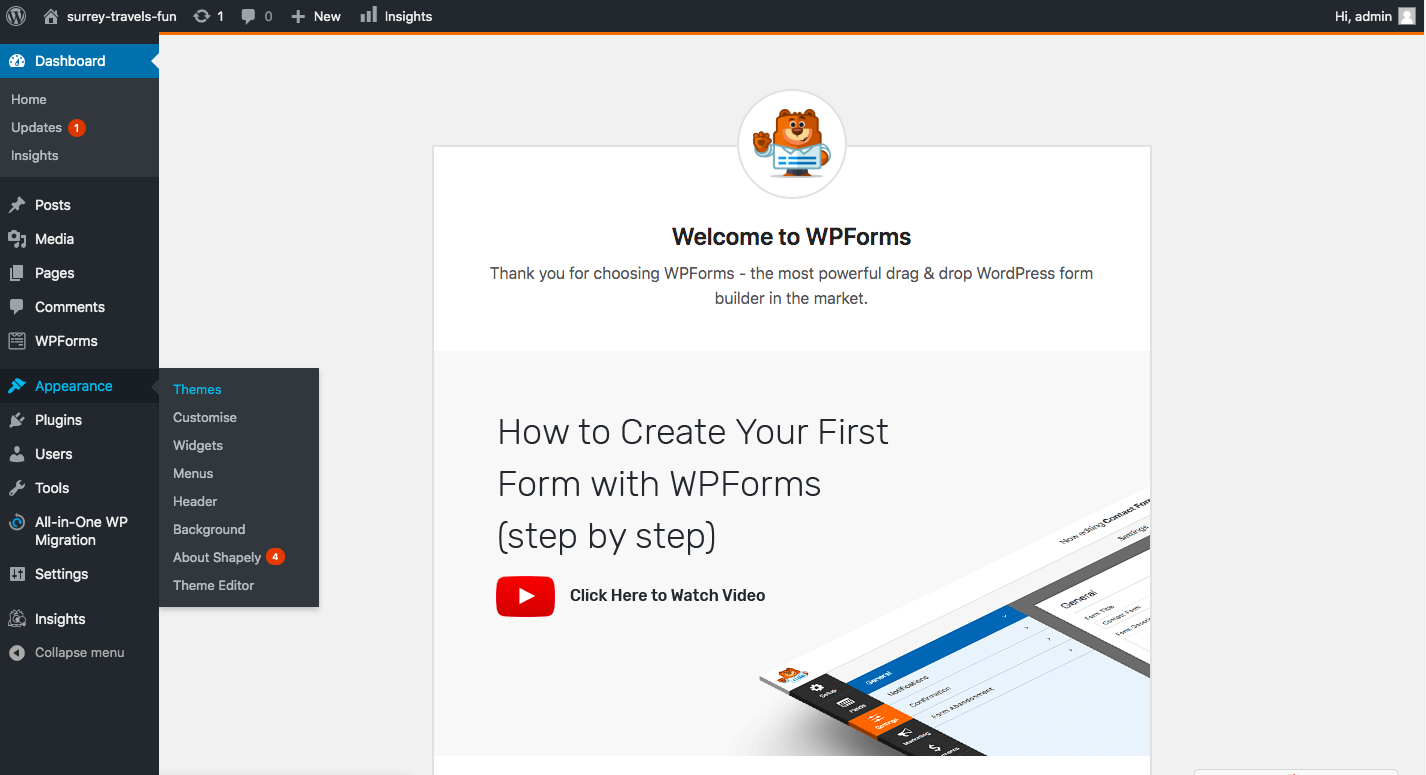 surrey-travels-fun 1 0 New Insights Hi, admin
Dashboard
Home
Updates 1
Insights
Posts
Media
Pages
Comments
WPForms
Appearance
Plugins
Users
Tools
All-in-One WP
Migration
Settings
Insights
Collapse menu
Themes
Customise
Widgets
Menus
Header
Background
About Shapely 4
Theme Editor
Welcome to WPForms
Thank you for choosing WPForms - the most powerful drag & drop WordPress form
builder in the market.
How to Create Your First
Form with WPForms
(step by step)
Click Here to Watch Video
Now editing Contact Form
Settings
General
Form Title
Contact Form
General
Notifications
Confirmation
Form Abandonment
Setup
Fields
Settings
Marketing